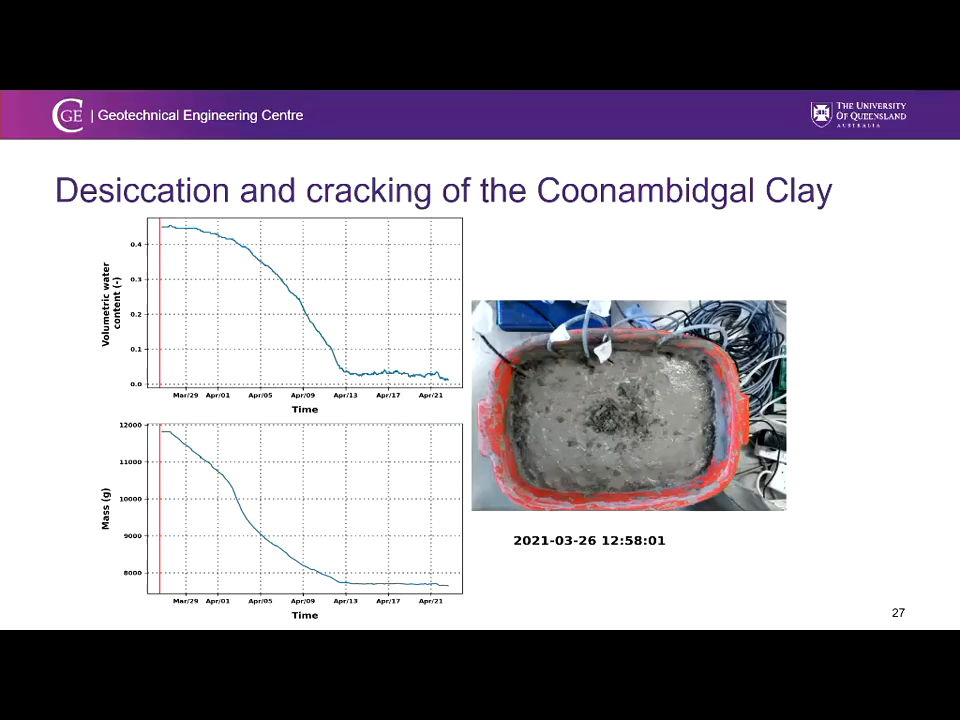 GE | Geotechnical Engineering Centre
THE UNIVERSITY
OF QUEENSLAND
AUSTRALIA
Desiccation and cracking of the Coonambidgal Clay
Volumetric water
content (-)
0.4
0.3
0.2
0.1
0.0
Mar/29 Apr/01 Apr/05 Apr/09 Apr/13 Apr/17 Apr/21
Time
Mass (g)
12000
11000
10000
9000
8000
Mar/29 Apr/01 Apr/05 Apr/09 Apr/13 Apr/17 Apr/21
Time
2021-03-26 12:58:01
27